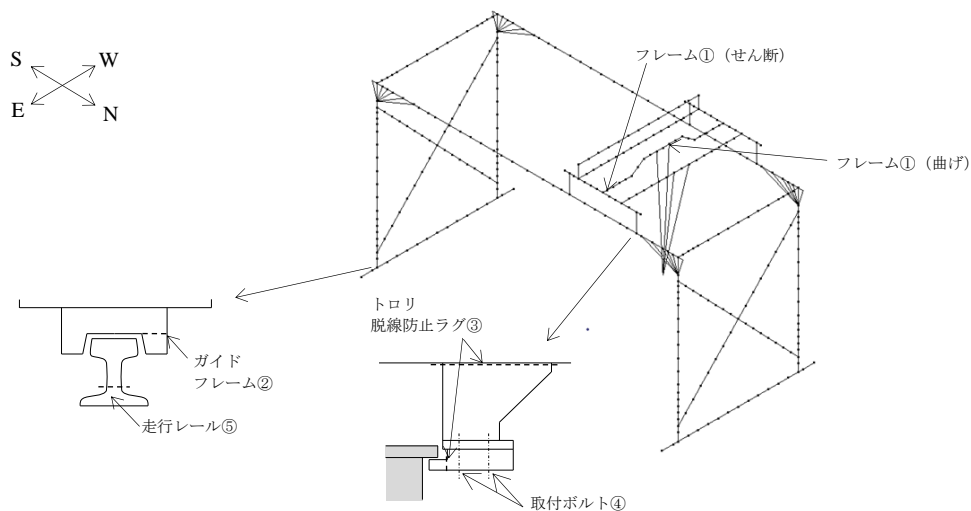 S W
E N
フレーム①(せん断)
フレーム①(曲げ)
トロリ
脱線防止ラグ③
ガイド
フレーム②
走行レール⑤
取付ボルト④